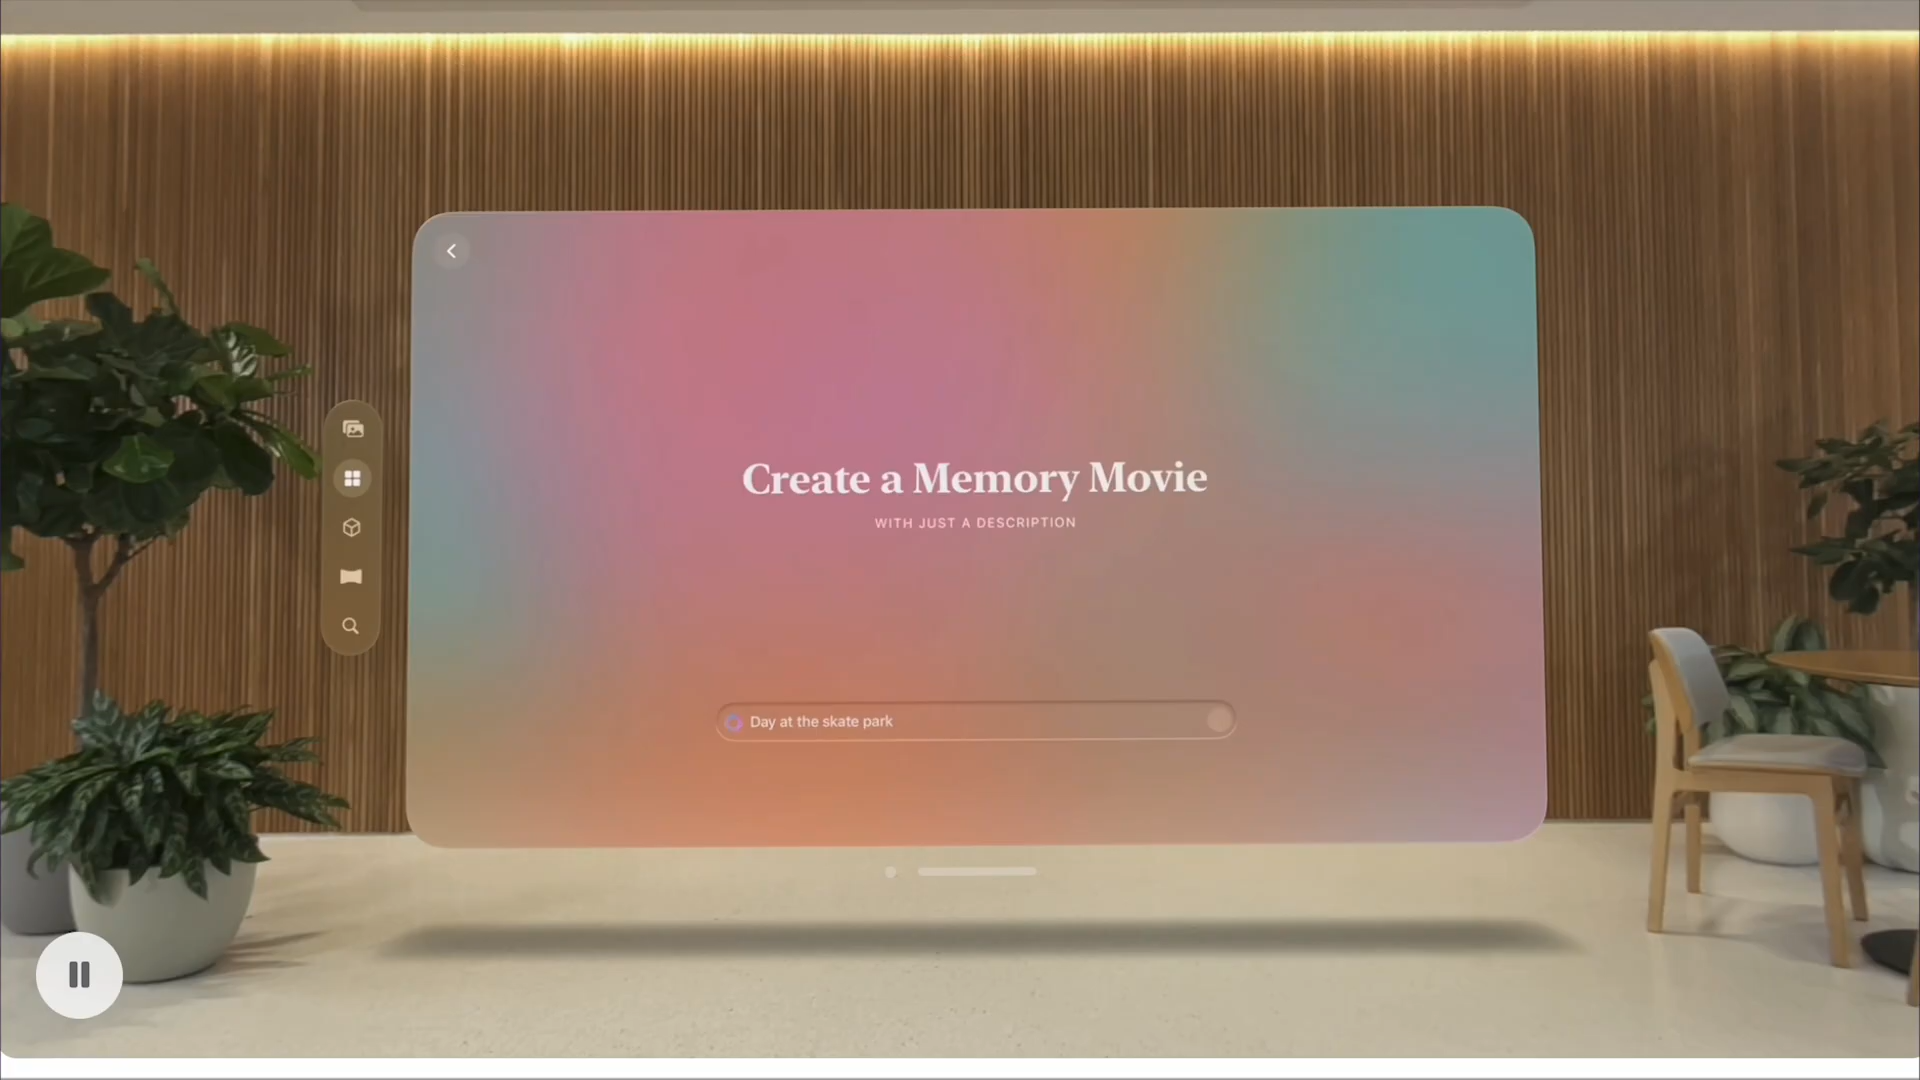 Create a Memory Movie
WITH JUST A DESCRIPTION
Day at the skate park